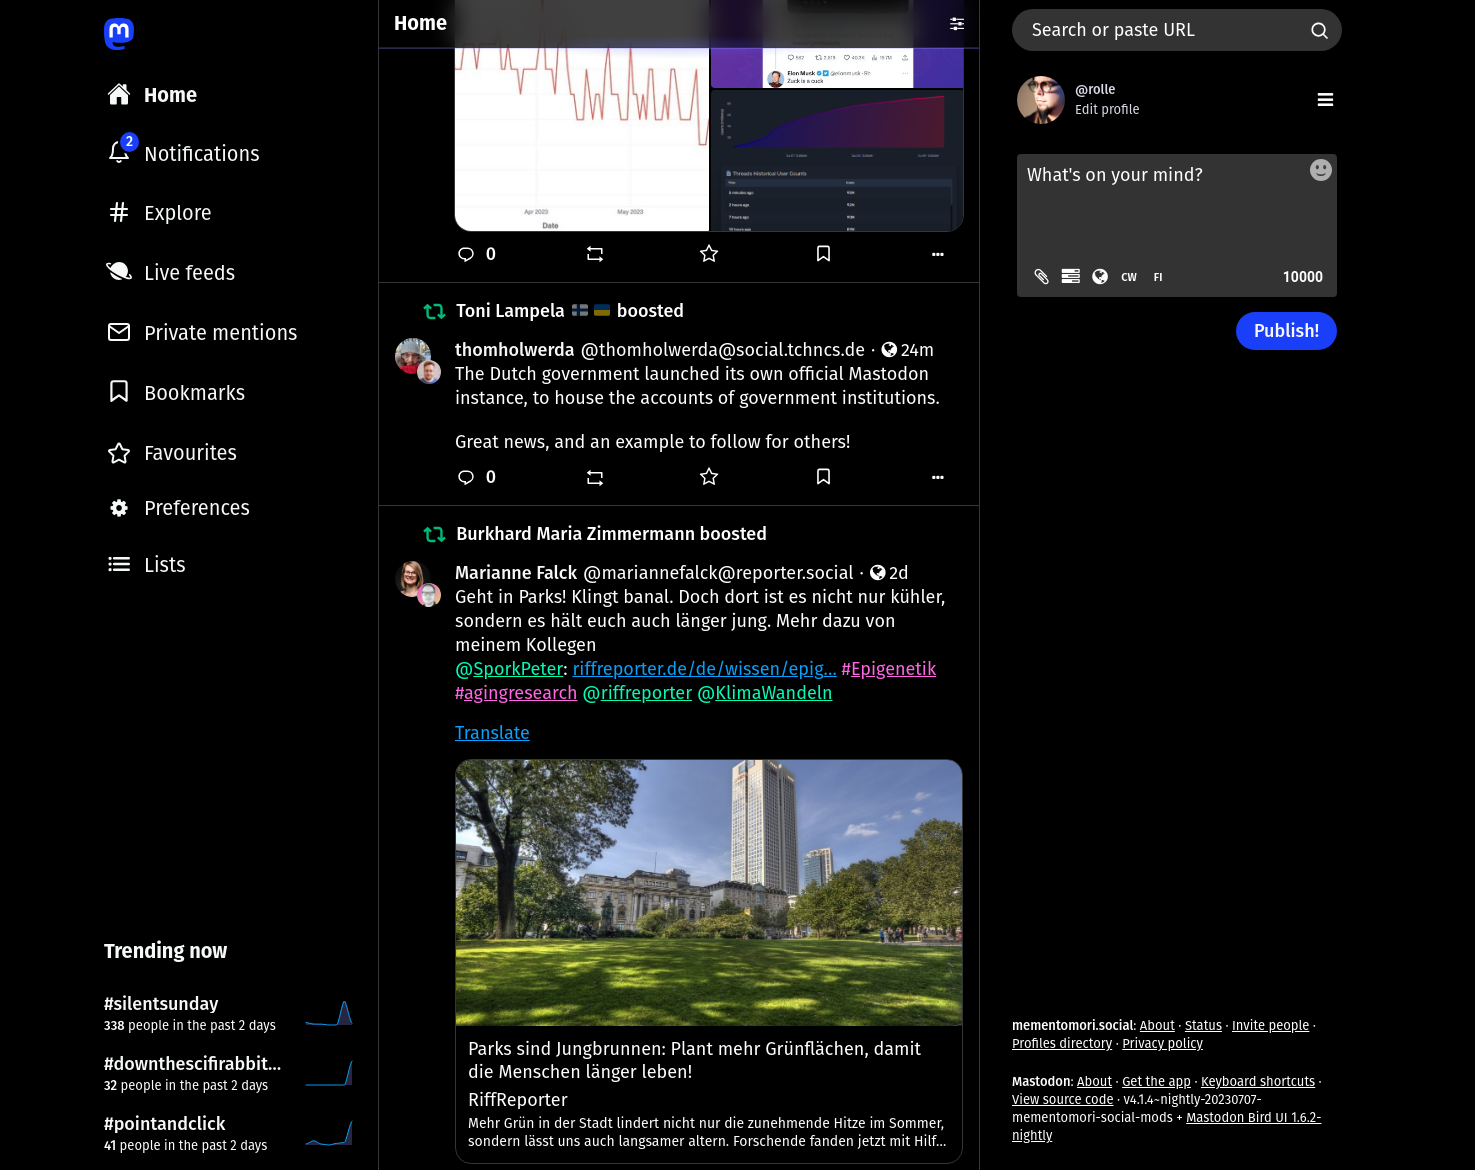 Home
Notifications
2
Explore
Live feeds
Private mentions
Bookmarks
Favourites
Preferences
Lists
Trending now
#silentsunday
338 people in the past 2 days
#downthescifirabbit...
32 people in the past 2 days
#pointandclick
41 people in the past 2 days
Home
Apr 2023
May 2023
Date
Elon Musk
Zuck is a cuck
Threads Historical User Counts
0
Toni Lampela boosted
thomholwerda @thomholwerda@social.tchncs.de · 24m
The Dutch government launched its own official Mastodon
instance, to house the accounts of government institutions.
Great news, and an example to follow for others!
0
Burkhard Maria Zimmermann boosted
Marianne Falck @mariannefalck@reporter.social · 2d
Geht in Parks! Klingt banal. Doch dort ist es nicht nur kühler,
sondern es hält euch auch länger jung. Mehr dazu von
meinem Kollegen
@SporkPeter: riffreporter.de/de/wissen/epig... #Epigenetik
#agingresearch @riffreporter @KlimaWandeln
Translate
Parks sind Jungbrunnen: Plant mehr Grünflächen, damit
die Menschen länger leben!
RiffReporter
Mehr Grün in der Stadt lindert nicht nur die zunehmende Hitze im Sommer,
sondern lässt uns auch langsamer altern. Forschende fanden jetzt mit Hilf...
Search or paste URL
@rolle
Edit profile
What's on your mind?
CW FI 10000
Publish!
mementomori.social: About · Status · Invite people ·
Profiles directory · Privacy policy
Mastodon: About · Get the app · Keyboard shortcuts ·
View source code · v4.1.4~nightly-20230707-
mementomori-social-mods + Mastodon Bird UI 1.6.2-
nightly